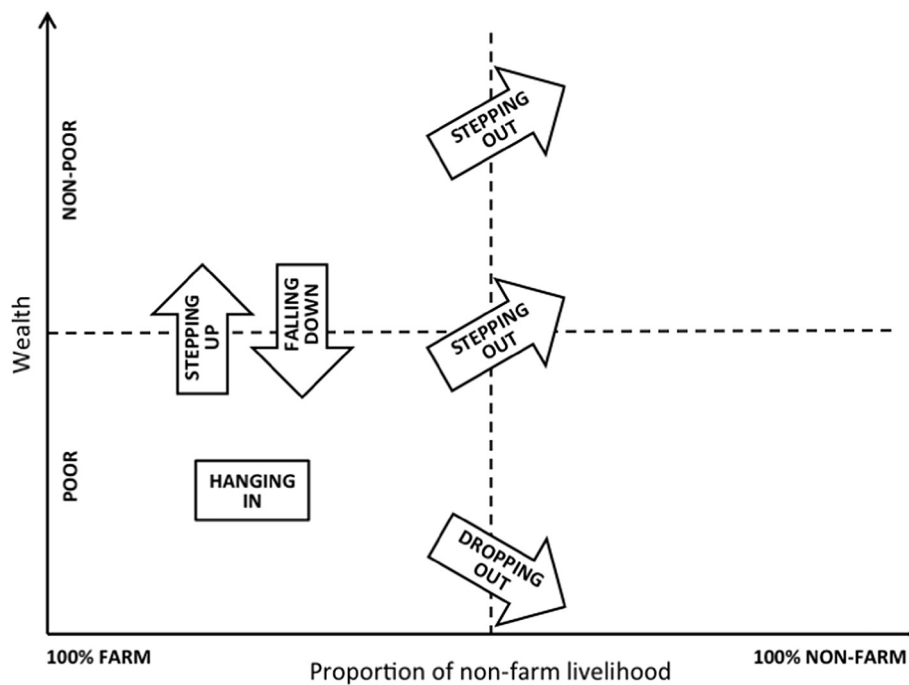 STEPPING
OUT
NON-POOR
Wealth
STEPPING
UP
FALLING
DOWN
STEPPING
OUT
POOR
HANGING
IN
DROPPING
OUT
100% FARM
Proportion of non-farm livelihood
100% NON-FARM